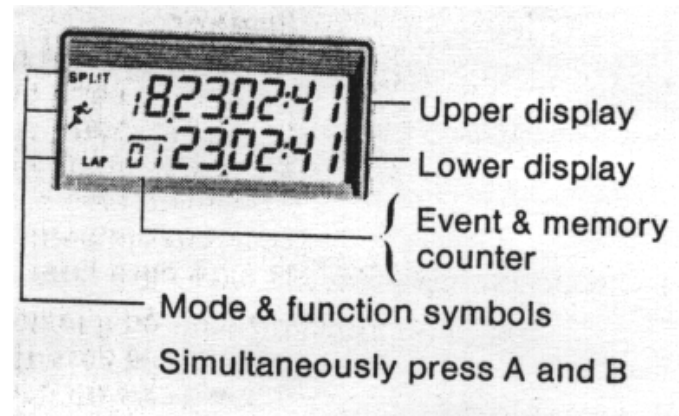 SPLIT 18.23.02:41
LAP 01 23.02:41
Upper display
Lower display
Event & memory
counter
Mode & function symbols
Simultaneously press A and B